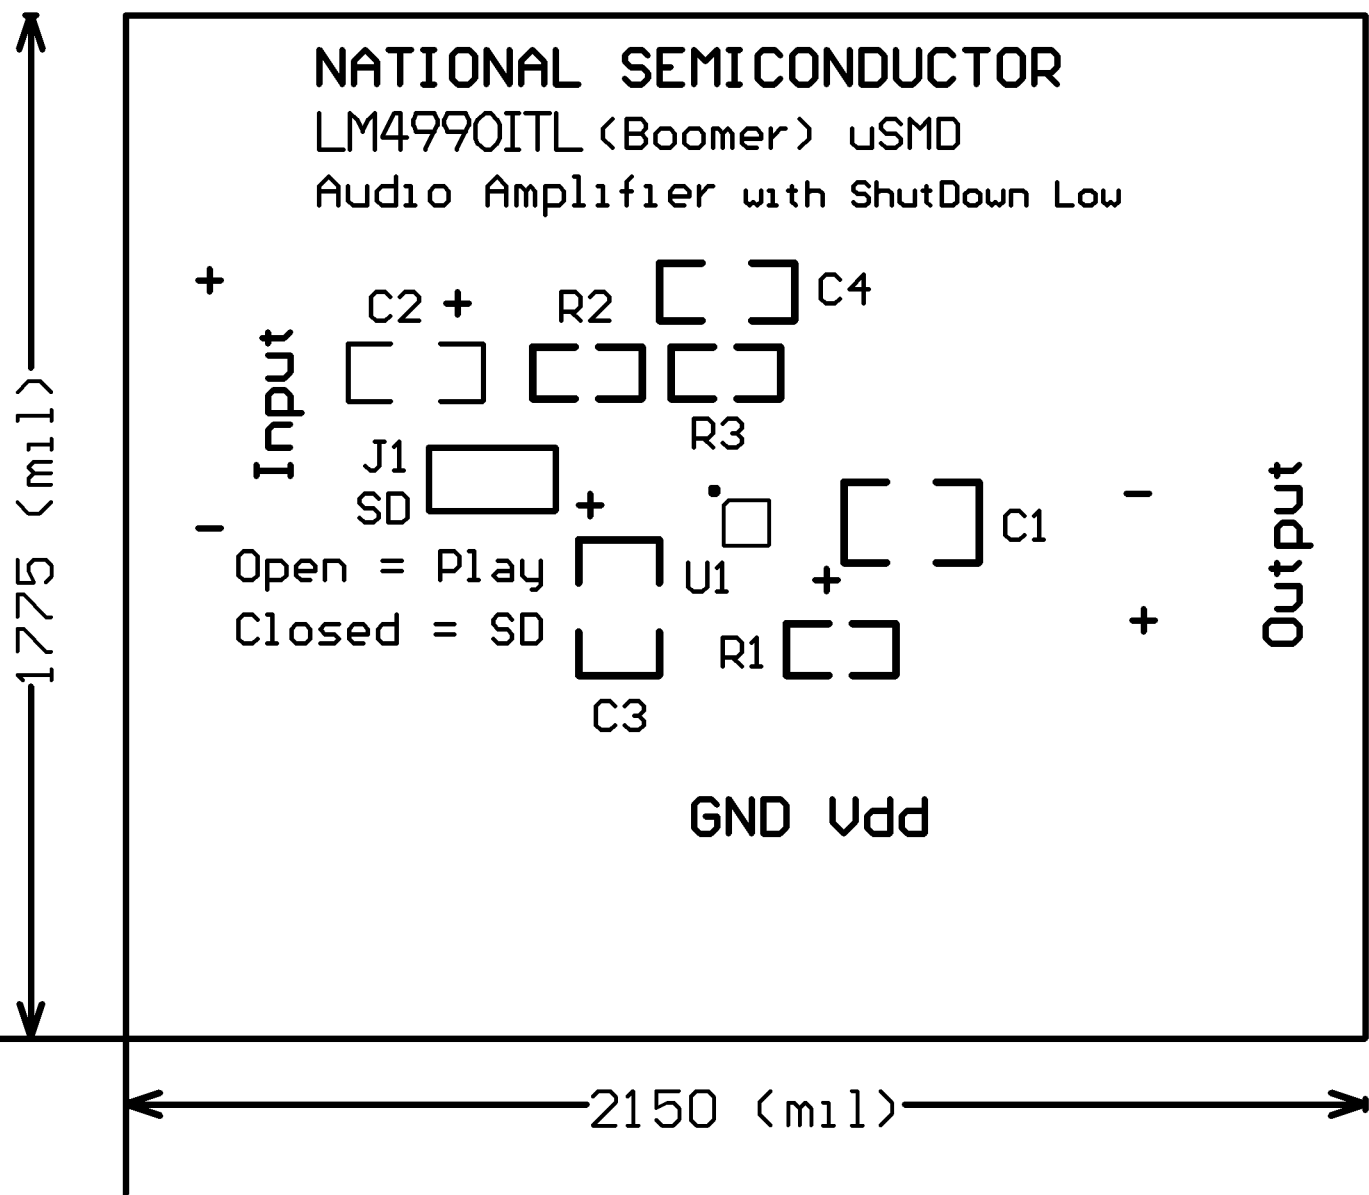 NATIONAL SEMICONDUCTOR
LM4990ITL (Boomer) uSMD
Audio Amplifier with ShutDown Low
+
C2 +
R2
C4
Input
R3
J1
SD
+
-
-
C1
Output
Open = Play
U1
+
Closed = SD
R1
+
C3
GND Vdd
1775 (mil)
2150 (mil)